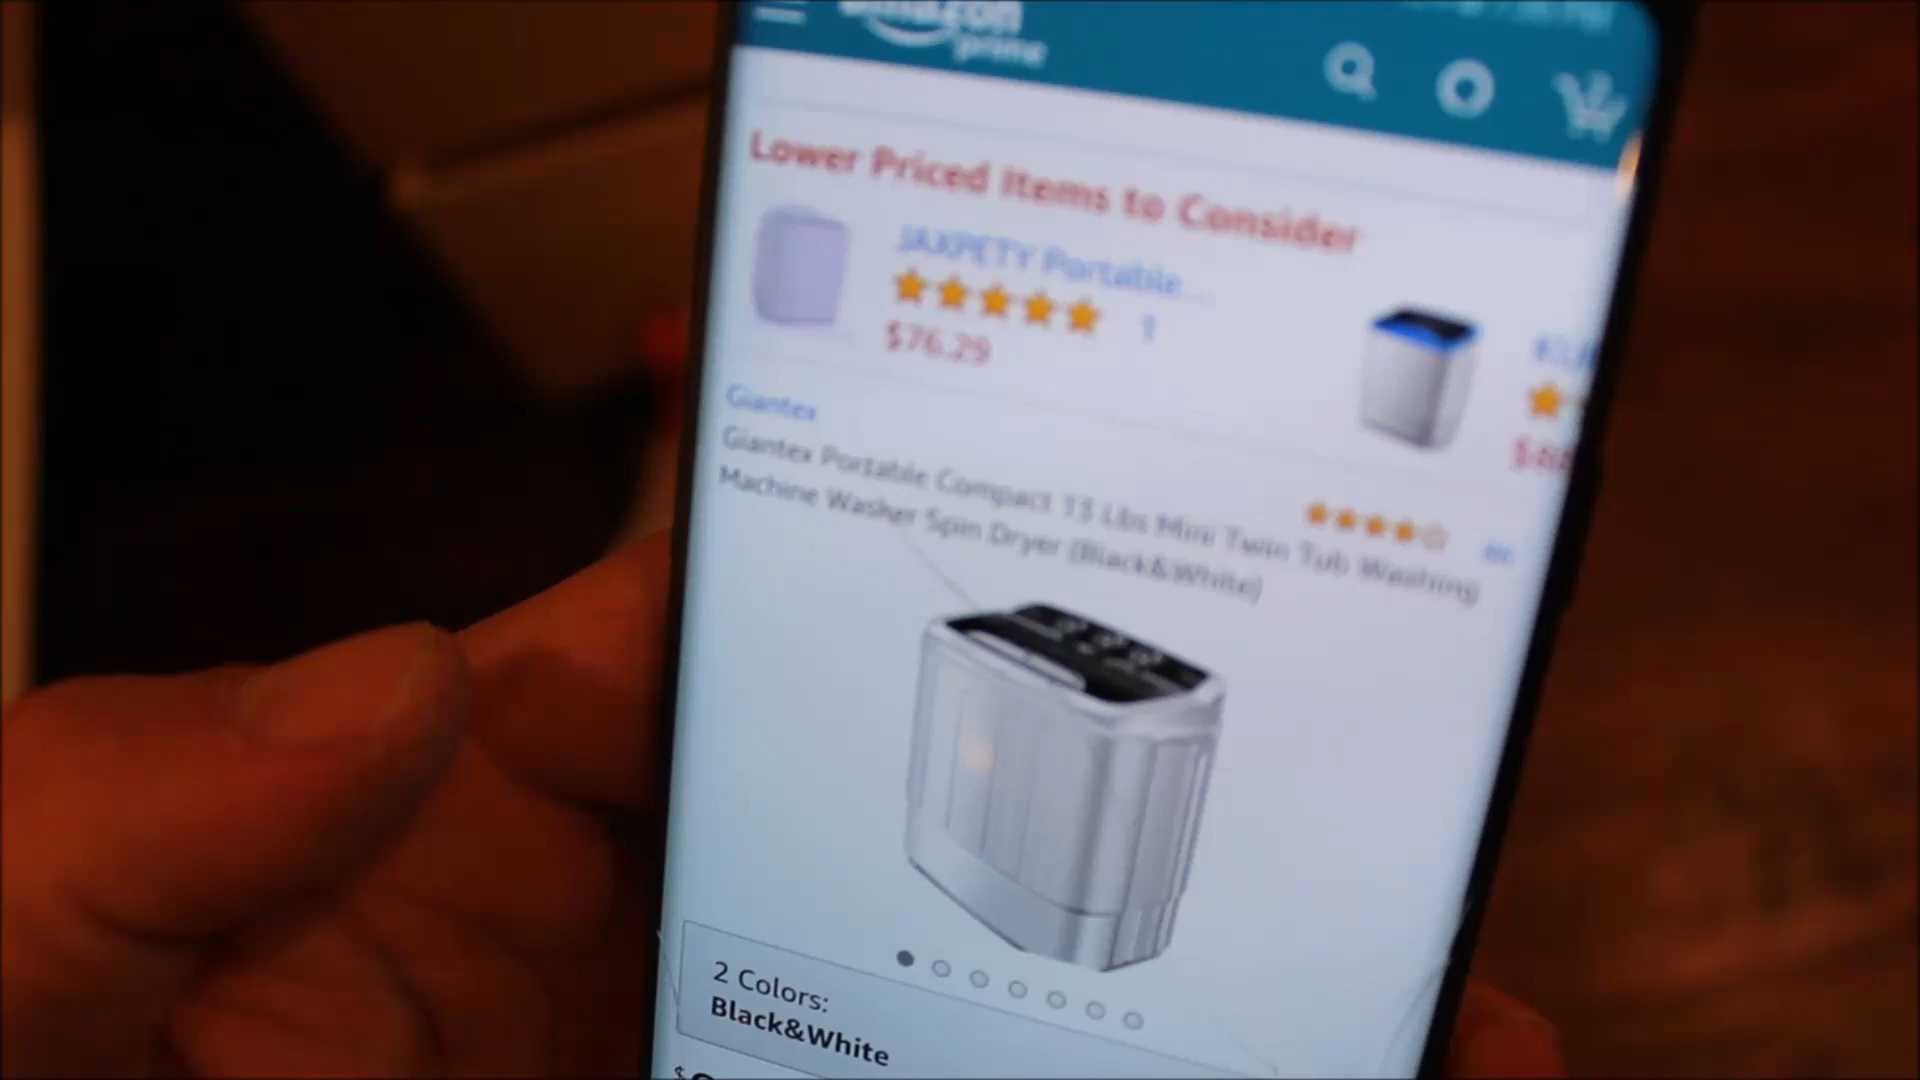 amazon
prime
Lower Priced Items to Consider
JAXPETY Portable...
1
$76.29
Giantex
Giantex Portable Compact 13 Lbs Mini Twin Tub Washing
Machine Washer Spin Dryer (Black&White)
2 Colors:
Black&White
$